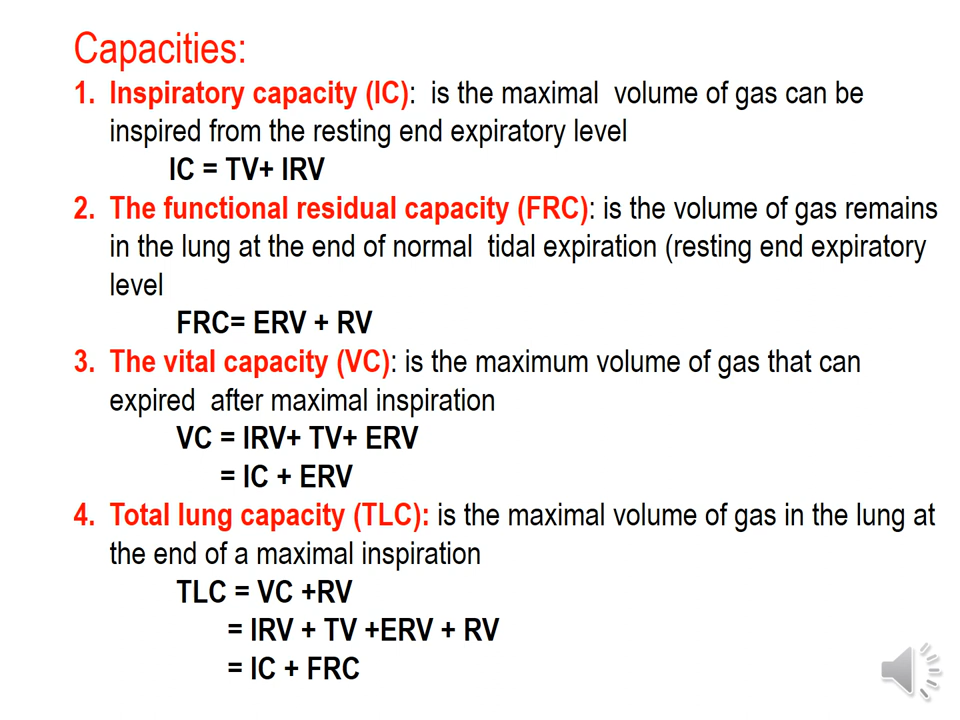 Capacities:
1. Inspiratory capacity (IC): is the maximal volume of gas can be
inspired from the resting end expiratory level
IC = TV+ IRV
2. The functional residual capacity (FRC): is the volume of gas remains
in the lung at the end of normal tidal expiration (resting end expiratory
level
FRC= ERV + RV
3. The vital capacity (VC): is the maximum volume of gas that can
expired after maximal inspiration
VC = IRV+ TV+ ERV
= IC + ERV
4. Total lung capacity (TLC): is the maximal volume of gas in the lung at
the end of a maximal inspiration
TLC = VC +RV
= IRV + TV +ERV + RV
= IC + FRC